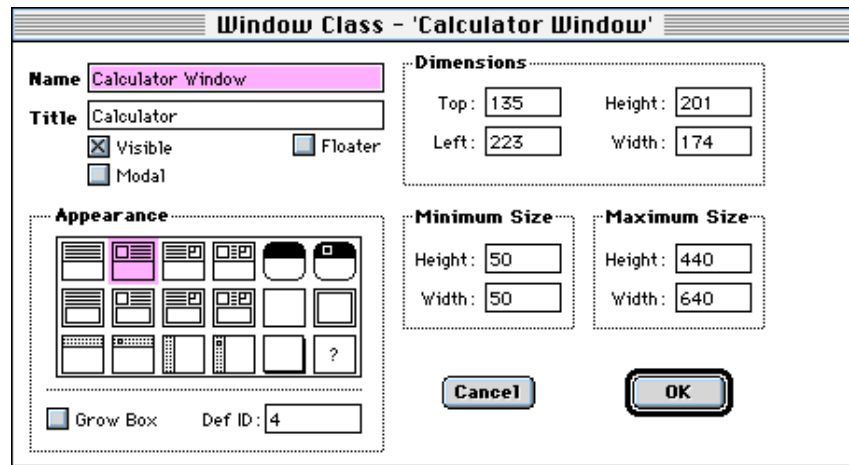 Window Class - 'Calculator Window'
Name Calculator Window
Title Calculator
Visible Floater
Modal
Dimensions
Top: 135 Height: 201
Left: 223 Width: 174
Appearance
?
Grow Box Def ID: 4
Minimum Size
Height: 50
Width: 50
Maximum Size
Height: 440
Width: 640
Cancel OK